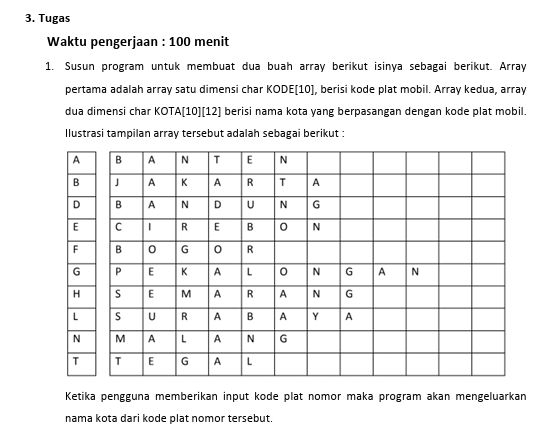 3. Tugas
Waktu pengerjaan : 100 menit
1. Susun program untuk membuat dua buah array berikut isinya sebagai berikut. Array
pertama adalah array satu dimensi char KODE[10], berisi kode plat mobil. Array kedua, array
dua dimensi char KOTA[10][12] berisi nama kota yang berpasangan dengan kode plat mobil.
Ilustrasi tampilan array tersebut adalah sebagai berikut :
A B A N T E N
B J A K A R T A
D B A N D U N G
E C I R E B O N
F B O G O R
G P E K A L O N G A N
H S E M A R A N G
L S U R A B A Y A
N M A L A N G
T T E G A L
Ketika pengguna memberikan input kode plat nomor maka program akan mengeluarkan
nama kota dari kode plat nomor tersebut.